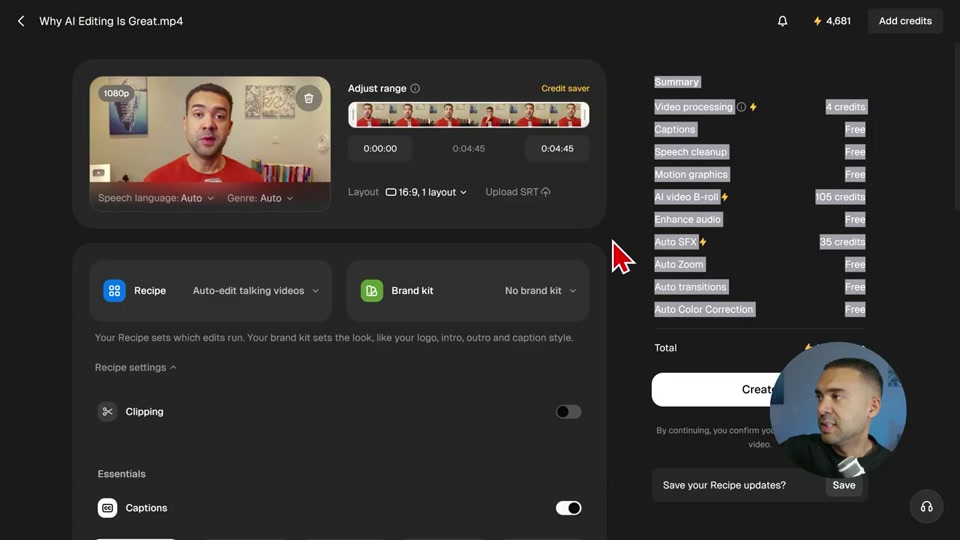 Why AI Editing Is Great.mp4
4,681
Add credits
1080p
Speech language: Auto
Genre: Auto
Adjust range
Credit saver
0:00:00
0:04:45
0:04:45
Layout
16:9, 1 layout
Upload SRT
Recipe
Auto-edit talking videos
Brand kit
No brand kit
Your Recipe sets which edits run. Your brand kit sets the look, like your logo, intro, outro and caption style.
Recipe settings
Clipping
Essentials
Captions
Summary
Video processing 4 credits
Captions Free
Speech cleanup Free
Motion graphics Free
AI video B-roll 105 credits
Enhance audio Free
Auto SFX 35 credits
Auto Zoom Free
Auto transitions Free
Auto Color Correction Free
Total
Create
By continuing, you confirm
video.
Save your Recipe updates?
Save